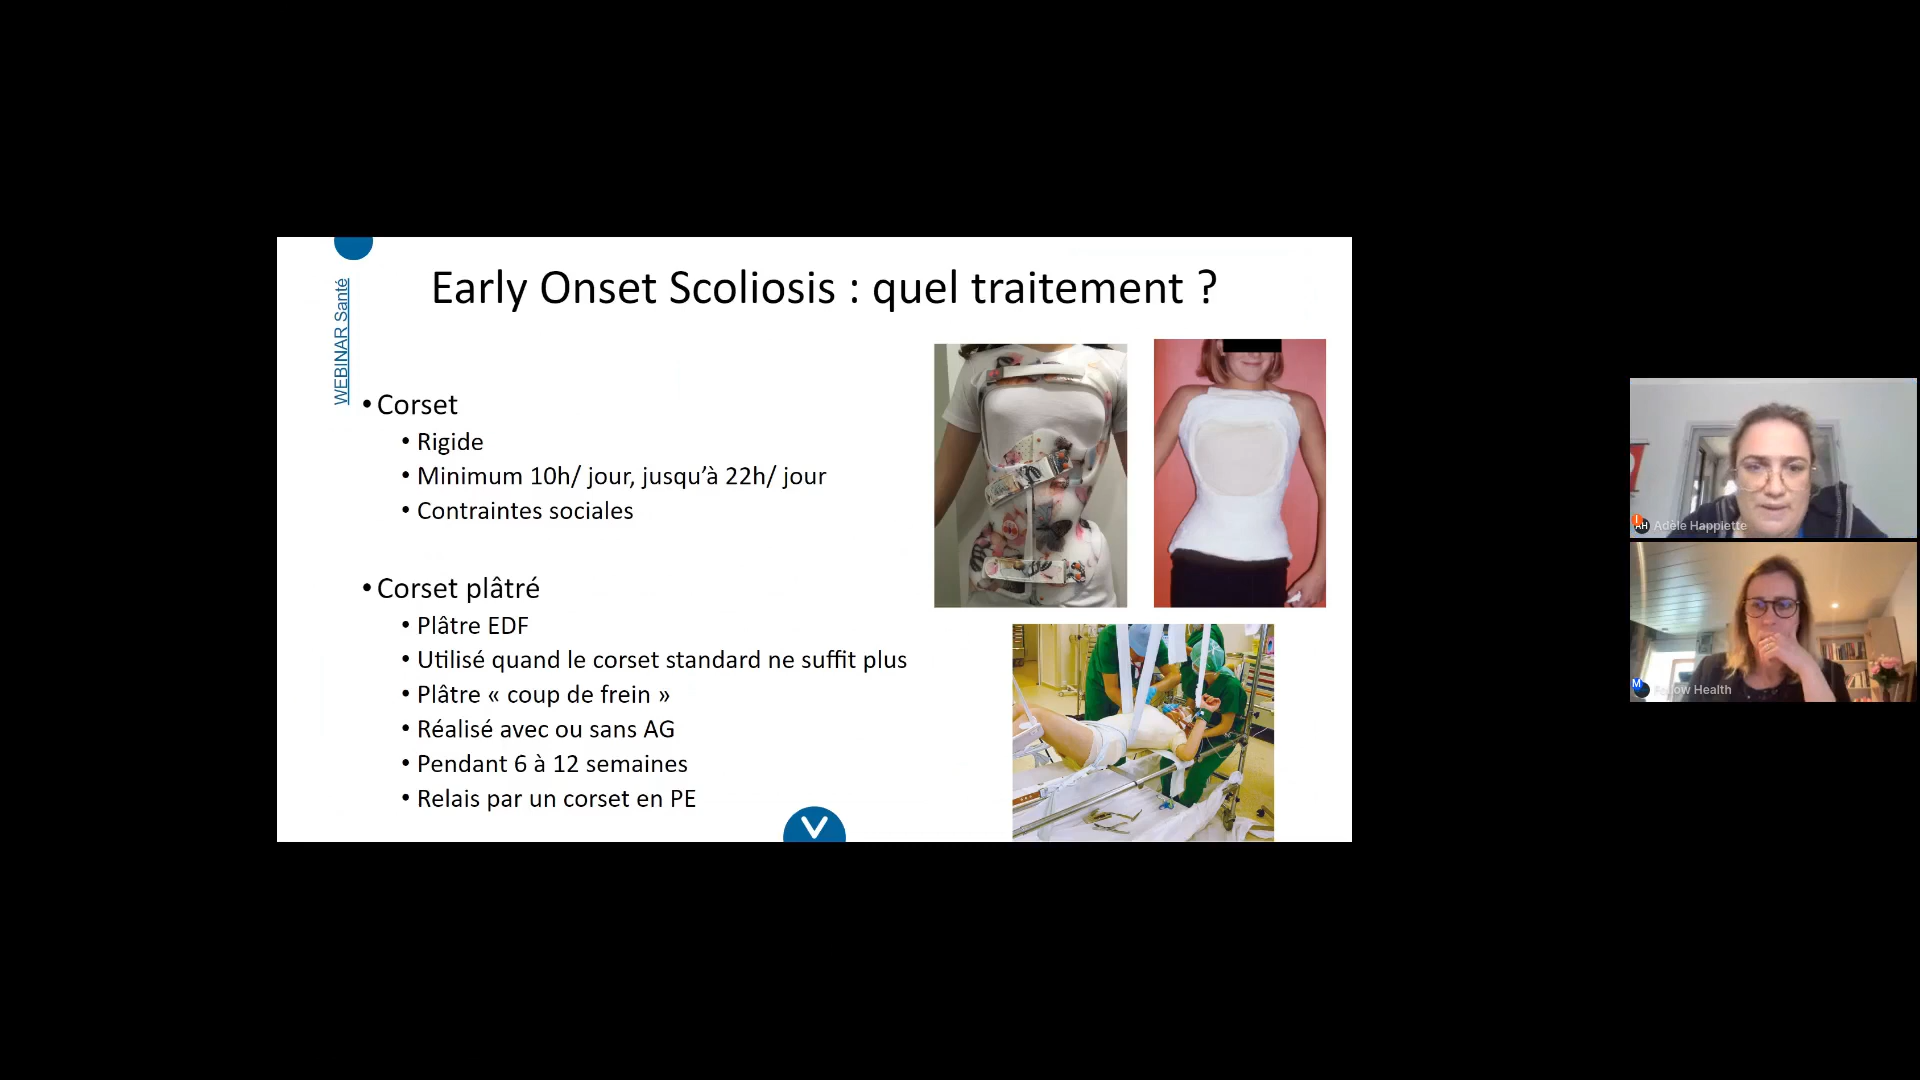 WEBINAR Santé
Early Onset Scoliosis : quel traitement ?
• Corset
• Rigide
• Minimum 10h/ jour, jusqu’à 22h/ jour
• Contraintes sociales
• Corset plâtré
• Plâtre EDF
• Utilisé quand le corset standard ne suffit plus
• Plâtre « coup de frein »
• Réalisé avec ou sans AG
• Pendant 6 à 12 semaines
• Relais par un corset en PE
AH Adèle Happiette
M Follow Health